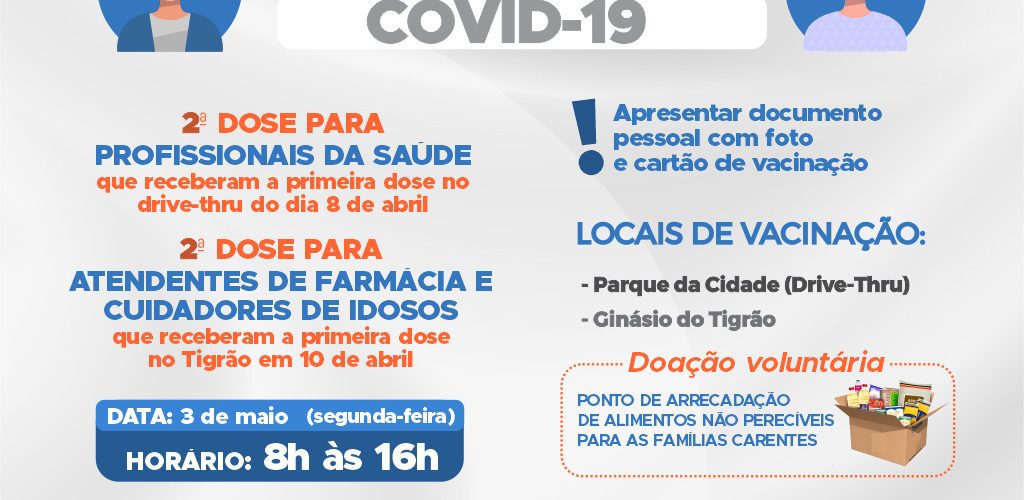 COVID-19
2ª DOSE PARA
PROFISSIONAIS DA SAÚDE
que receberam a primeira dose no
drive-thru do dia 8 de abril
2ª DOSE PARA
ATENDENTES DE FARMÁCIA E
CUIDADORES DE IDOSOS
que receberam a primeira dose
no Tigrão em 10 de abril
DATA: 3 de maio (segunda-feira)
HORÁRIO: 8h às 16h
Apresentar documento
pessoal com foto
e cartão de vacinação
LOCAIS DE VACINAÇÃO:
- Parque da Cidade (Drive-Thru)
- Ginásio do Tigrão
Doação voluntária
PONTO DE ARRECADAÇÃO
DE ALIMENTOS NÃO PERECÍVEIS
PARA AS FAMÍLIAS CARENTES